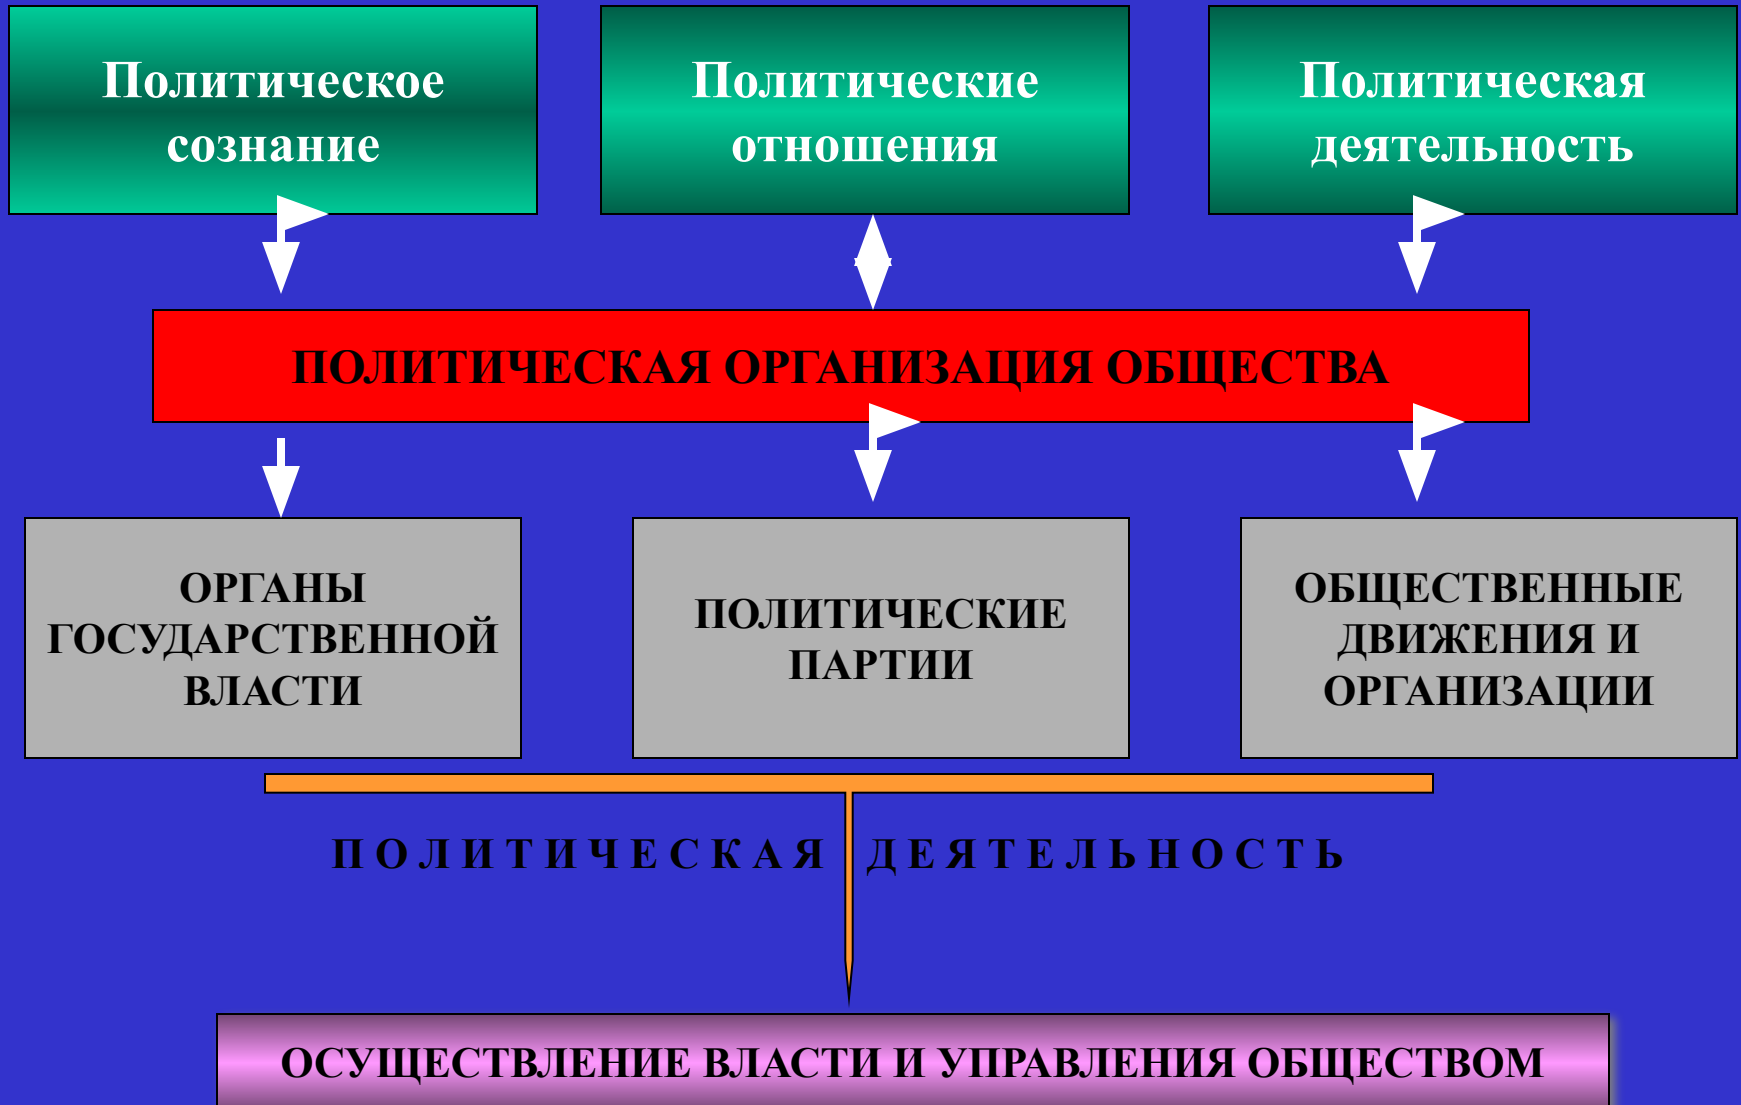 Политическое
сознание
Политические
отношения
Политическая
деятельность
ПОЛИТИЧЕСКАЯ ОРГАНИЗАЦИЯ ОБЩЕСТВА
ОРГАНЫ
ГОСУДАРСТВЕННОЙ
ВЛАСТИ
ПОЛИТИЧЕСКИЕ
ПАРТИИ
ОБЩЕСТВЕННЫЕ
ДВИЖЕНИЯ И
ОРГАНИЗАЦИИ
П О Л И Т И Ч Е С К А Я Д Е Я Т Е Л Ь Н О С Т Ь
ОСУЩЕСТВЛЕНИЕ ВЛАСТИ И УПРАВЛЕНИЯ ОБЩЕСТВОМ